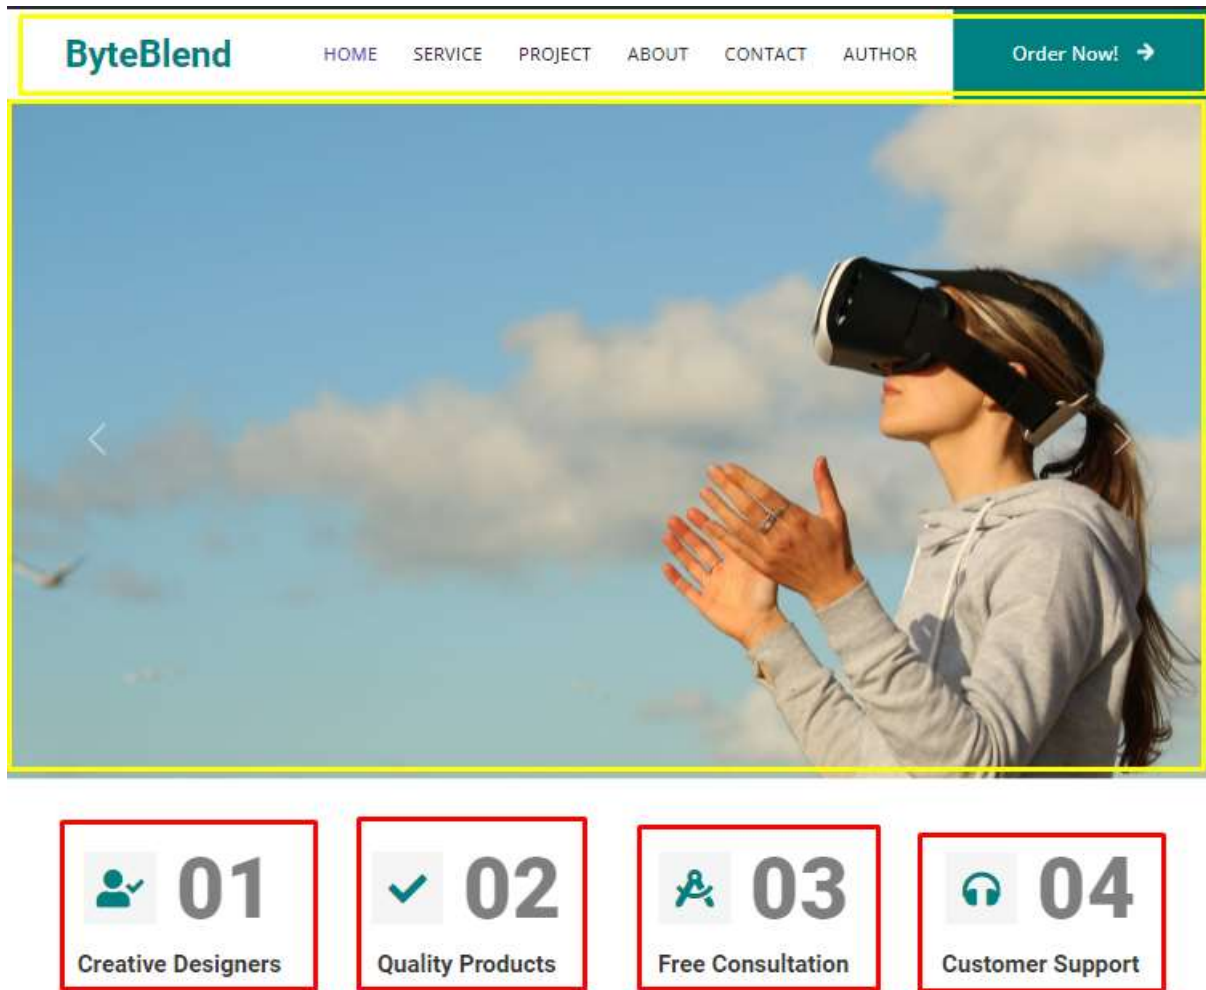 ByteBlend HOME SERVICE PROJECT ABOUT CONTACT AUTHOR Order Now!
01 02 03 04
Creative Designers Quality Products Free Consultation Customer Support